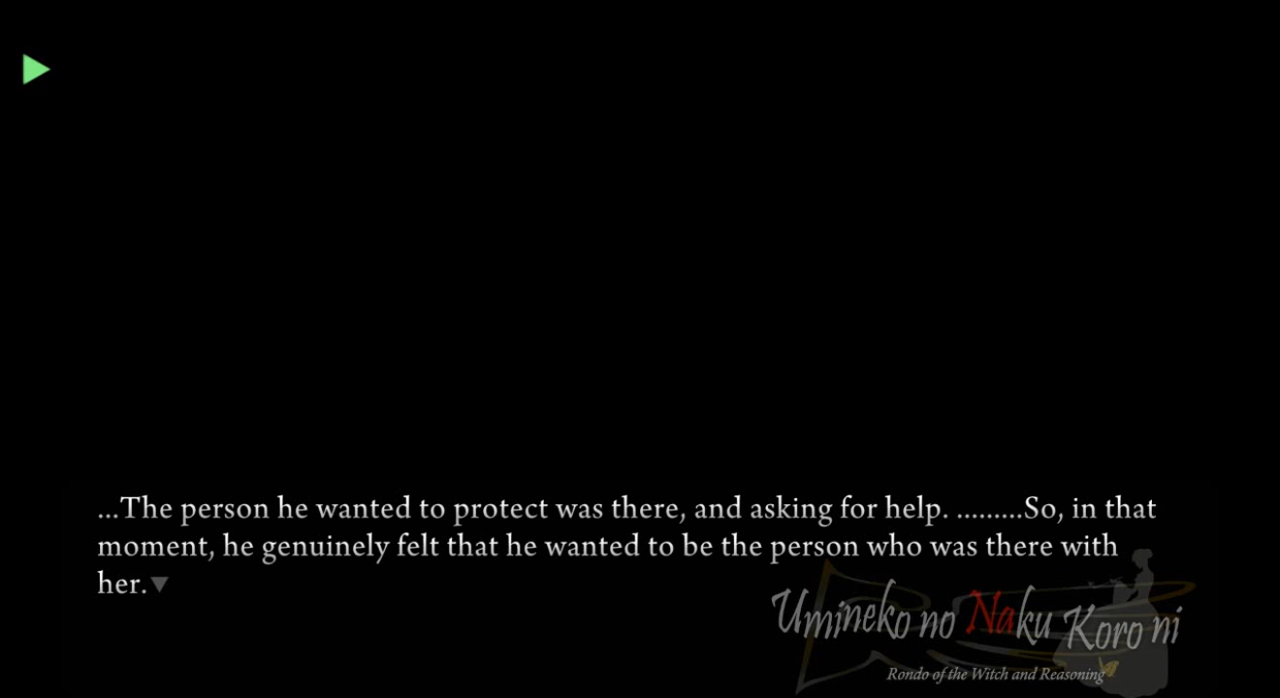 ...The person he wanted to protect was there, and asking for help. .........So, in that
moment, he genuinely felt that he wanted to be the person who was there with
her.
Umineko no Naku Koro ni
Rondo of the Witch and Reasoning